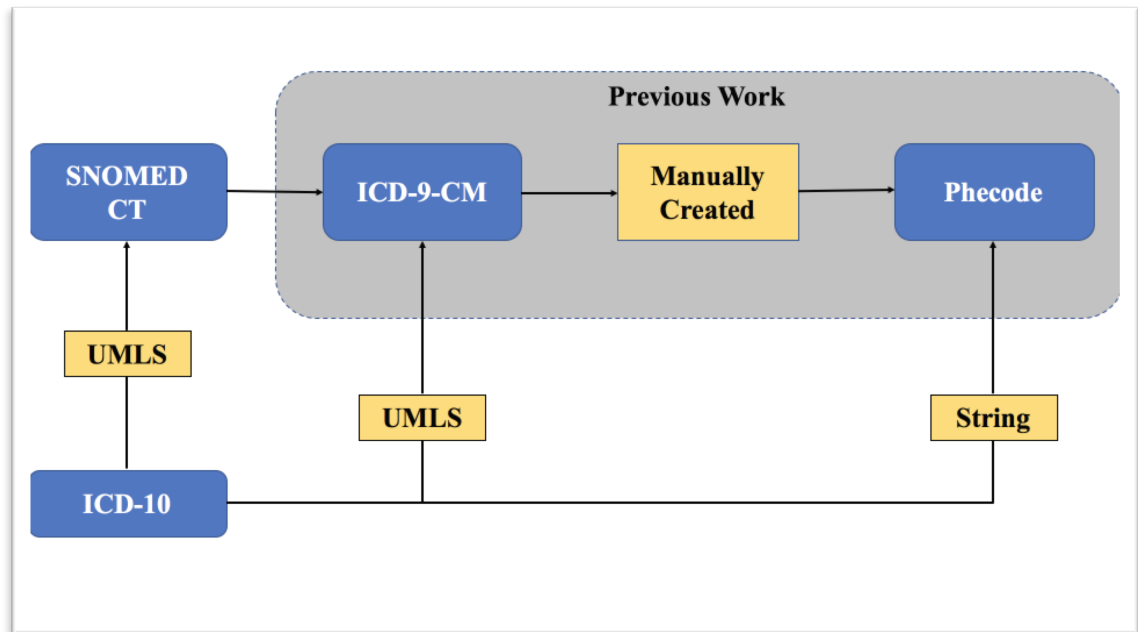 Previous Work
SNOMED
CT
ICD-9-CM
Manually
Created
Phecode
UMLS
UMLS
String
ICD-10